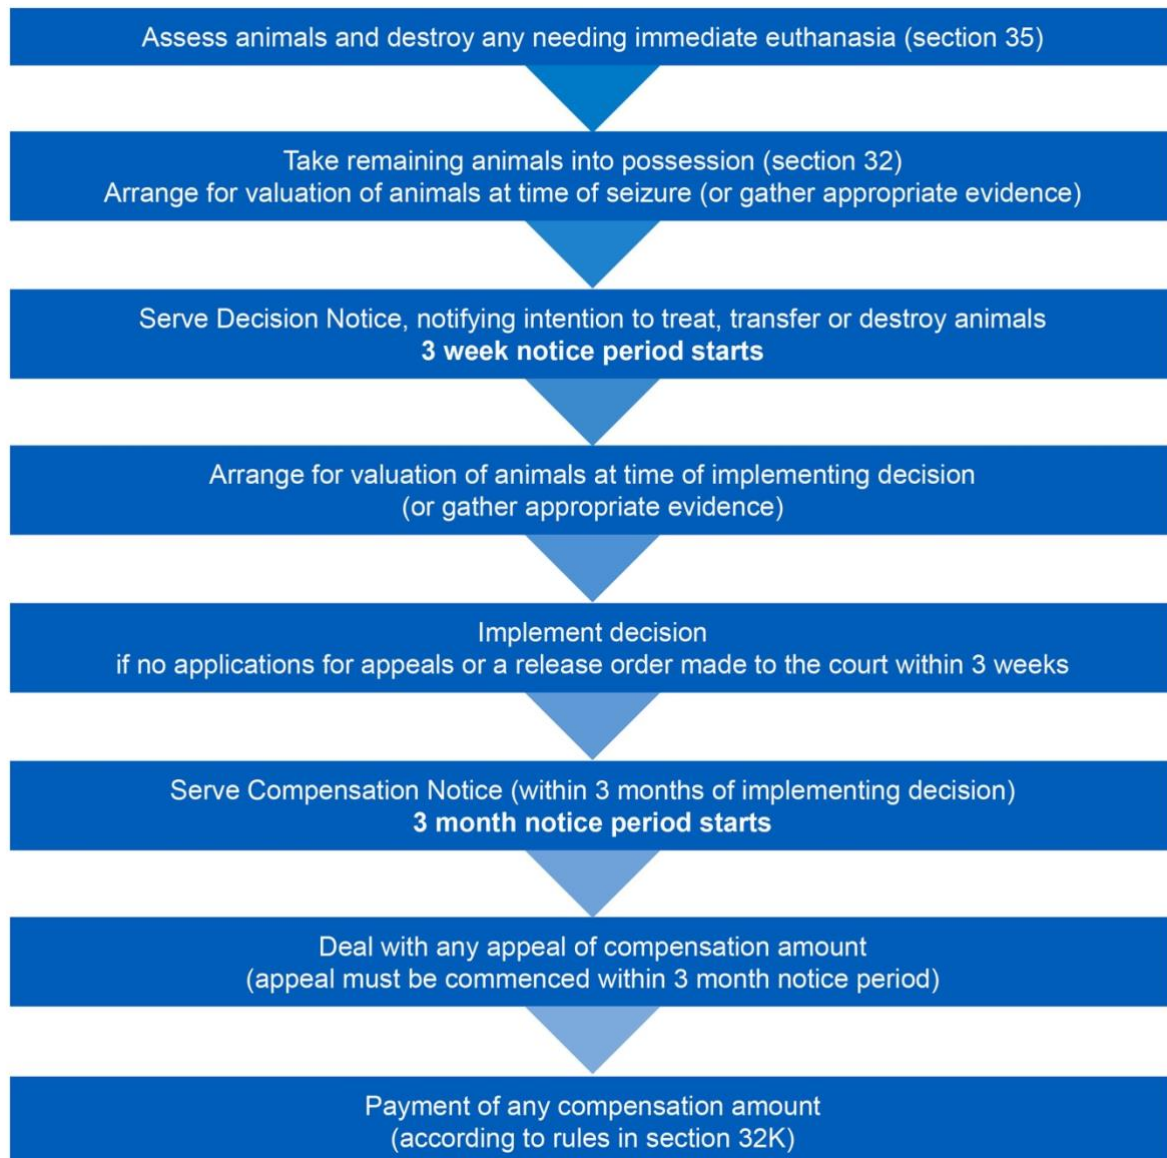 Assess animals and destroy any needing immediate euthanasia (section 35)
Take remaining animals into possession (section 32)
Arrange for valuation of animals at time of seizure (or gather appropriate evidence)
Serve Decision Notice, notifying intention to treat, transfer or destroy animals
3 week notice period starts
Arrange for valuation of animals at time of implementing decision
(or gather appropriate evidence)
Implement decision
if no applications for appeals or a release order made to the court within 3 weeks
Serve Compensation Notice (within 3 months of implementing decision)
3 month notice period starts
Deal with any appeal of compensation amount
(appeal must be commenced within 3 month notice period)
Payment of any compensation amount
(according to rules in section 32K)